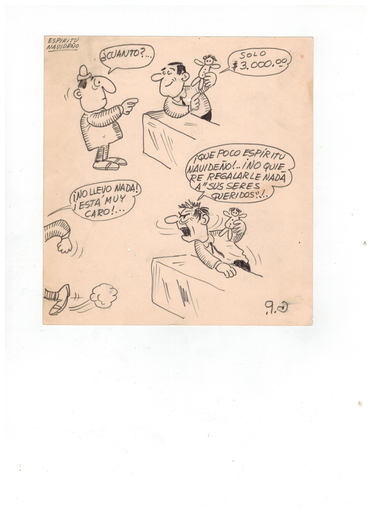 ESPIRITU
NAVIDEÑO
¿CUANTO?...
SOLO
$3.000.00
¡NO LLEVO NADA!
¡ESTA MUY
CARO!...
¡QUE POCO ESPÍRITU
NAVIDEÑO!.. ¡NO QUIE
RE REGALARLE NADA
A "SUS SERES
QUERIDOS"!.